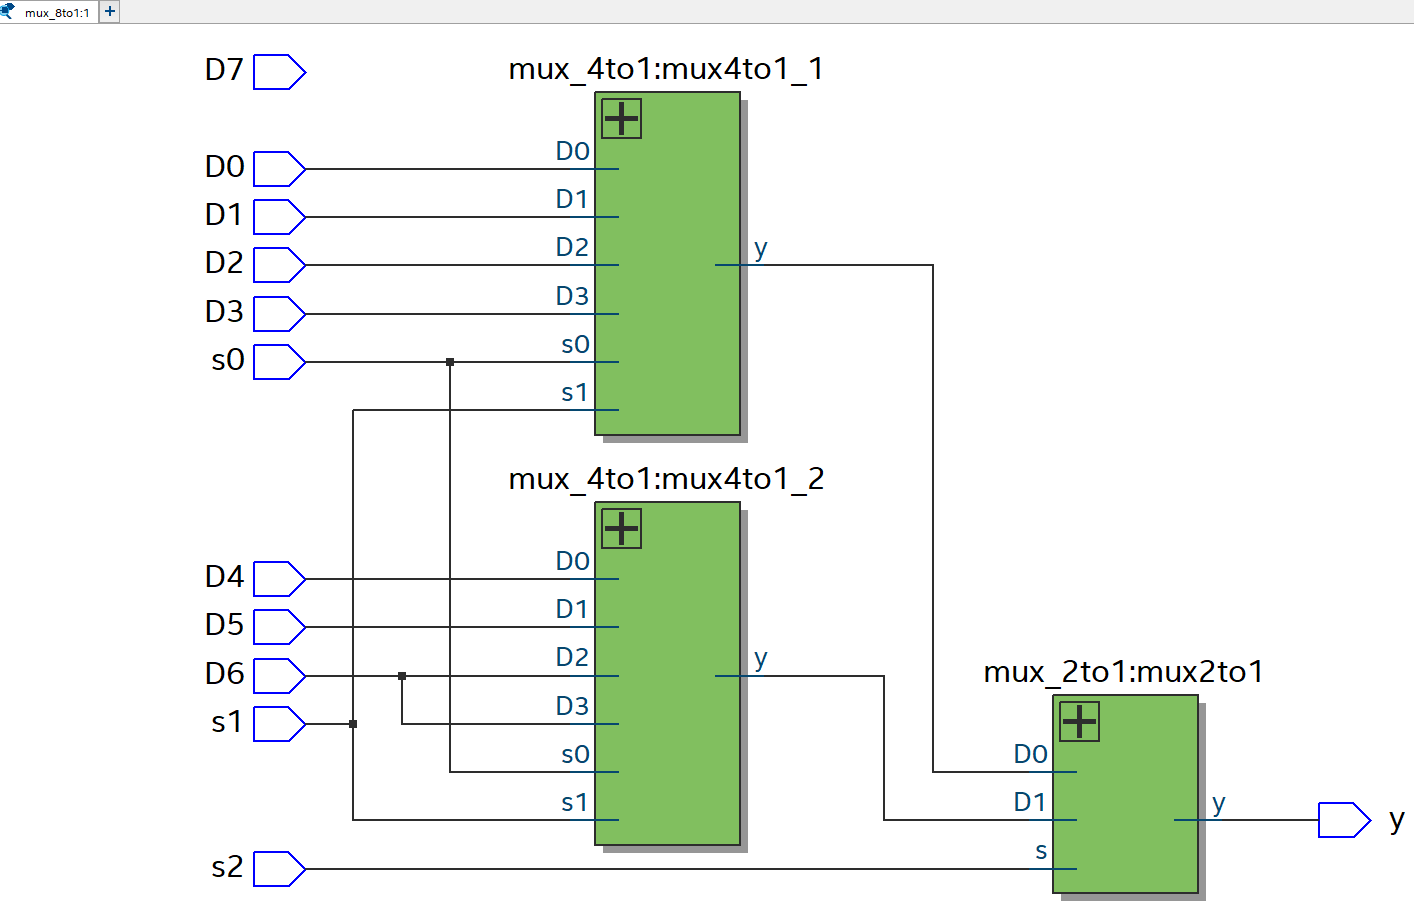 mux_8to1:1
D7
mux_4to1:mux4to1_1
D0
D0
D1
D1
D2
D2
y
D3
D3
s0
s0
s1
mux_4to1:mux4to1_2
D4
D0
D5
D1
D6
D2
y
s1
D3
s0
s1
mux_2to1:mux2to1
D0
D1
y
y
s2
s